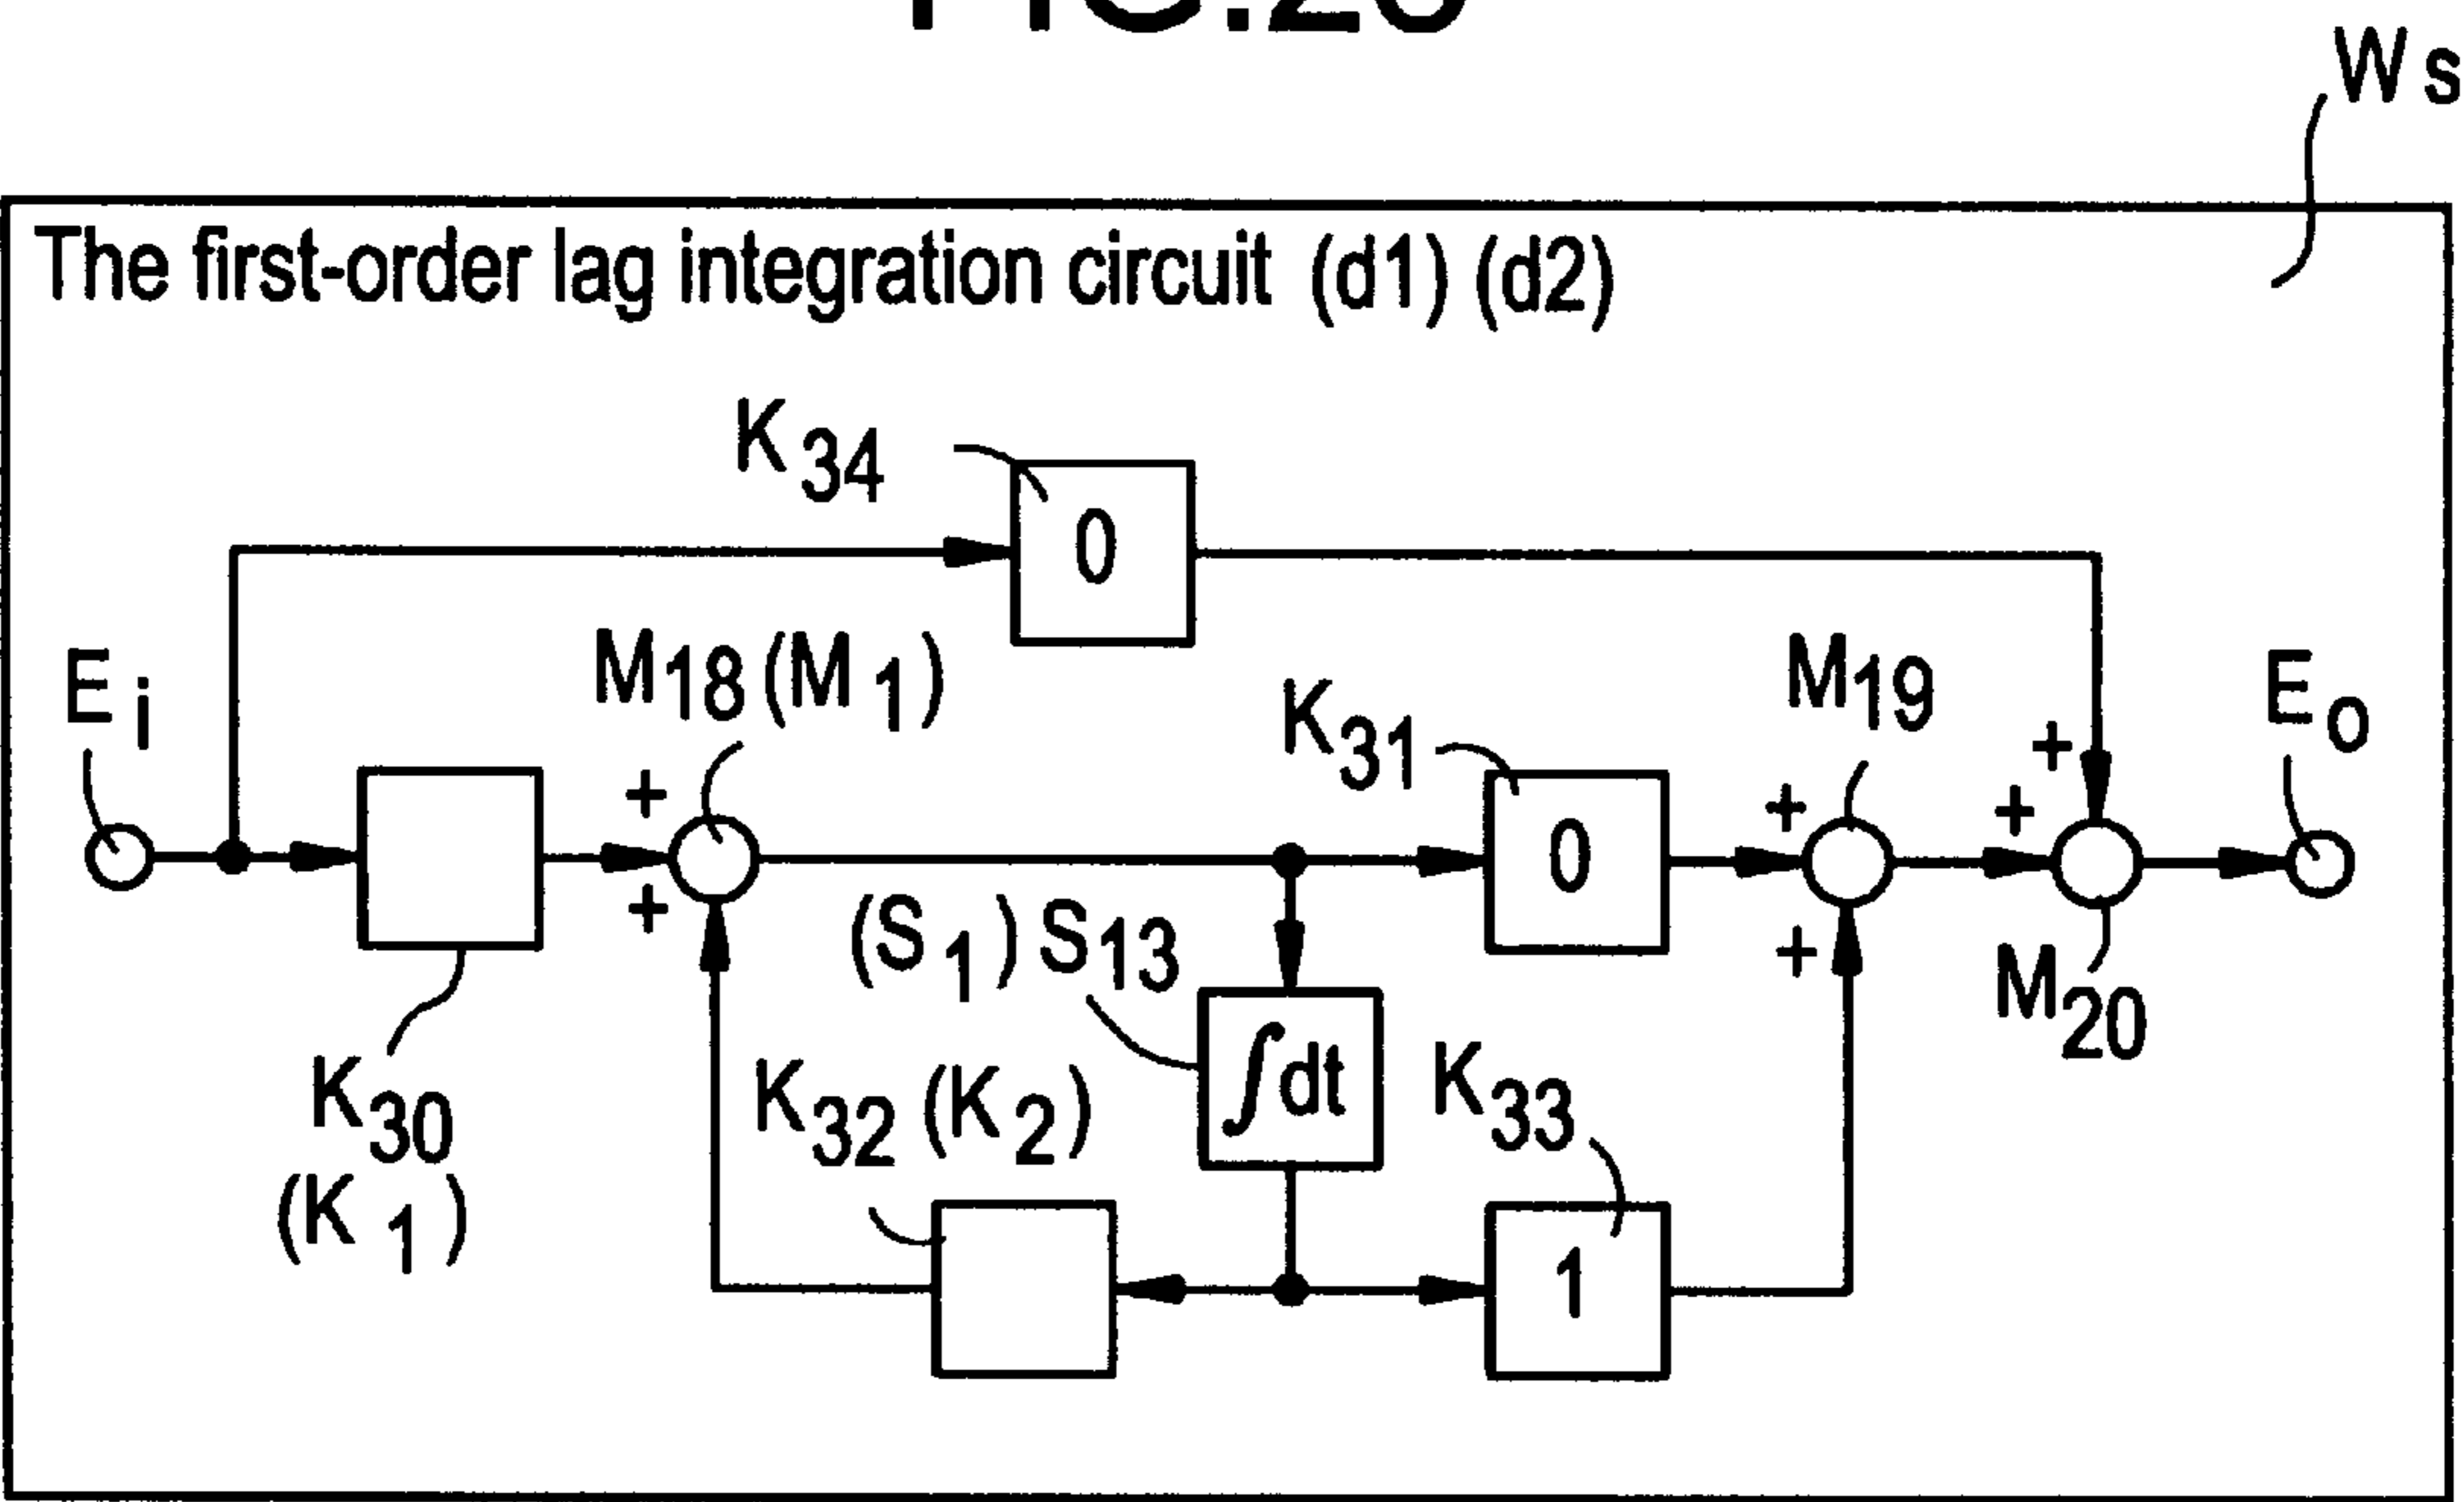 Ws
The first-order lag integration circuit (d1) (d2)
K34
0
Ei
M18 (M1)
K31
M19
Eo
+
+
+
+
0
+
+
(S1) S13
M20
∫dt
K30
(K1)
K32 (K2)
K33
1